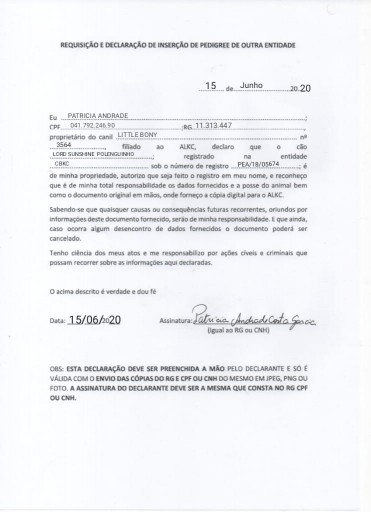 REQUISIÇÃO E DECLARAÇÃO DE INSERÇÃO DE PEDIGREE DE OUTRA ENTIDADE
15 de Junho 20 20
Eu PATRICIA ANDRADE
CPF 041.792.246.90 ;RG 11.313.447
proprietário do canil LITTLE BONY nº
3564, filiado ao ALKC, declaro que o cão
LORD SUNSHINE POLENGUINHO, registrado na entidade
CBKC sob o número de registro PEA/18/05674; é
de minha propriedade, autorizo que seja feito o registro em meu nome, e reconheço
que é de minha total responsabilidade os dados fornecidos e a posse do animal bem
como o documento original em mãos, onde forneço a cópia digital para o ALKC.
Sabendo-se que quaisquer causas ou consequências futuras recorrentes, oriundos por
informações deste documento fornecido, serão de minha responsabilidade. E que ainda,
caso ocorra algum desencontro de dados fornecidos o documento poderá ser
cancelado.
Tenho ciência dos meus atos e me responsabilizo por ações cíveis e criminais que
possam recorrer sobre as informações aqui declaradas.
O acima descrito é verdade e dou fé
Data: 15/06/2020 Assinatura: Patricia Andrade Costa
(igual ao RG ou CNH)
OBS: ESTA DECLARAÇÃO DEVE SER PREENCHIDA A MÃO PELO DECLARANTE E SÓ É
VÁLIDA COM O ENVIO DAS CÓPIAS DO RG E CPF OU CNH DO MESMO EM JPEG, PNG OU
FOTO. A ASSINATURA DO DECLARANTE DEVE SER A MESMA QUE CONSTA NO RG CPF
OU CNH.